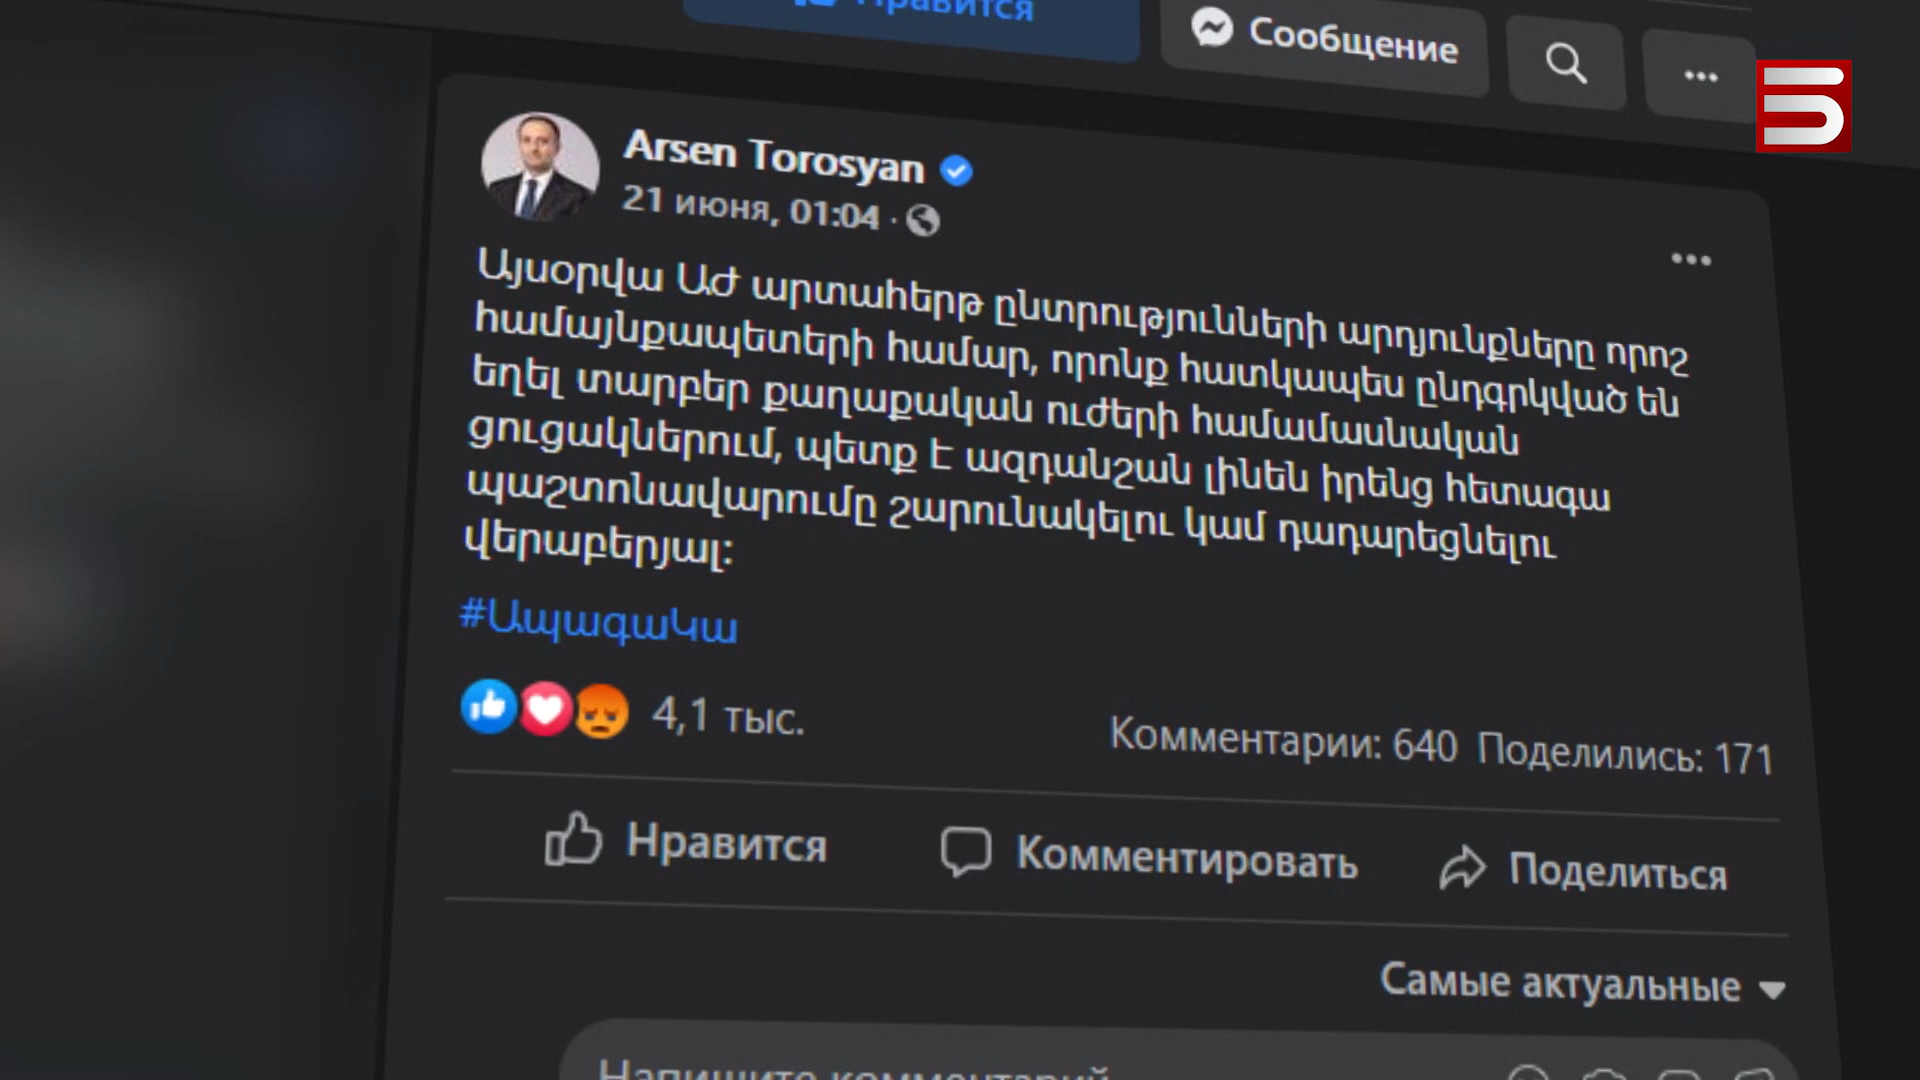 Нравится
Сообщение
Arsen Torosyan
21 июня, 01:04 ·
Այսօրվա ԱԺ արտահերթ ընտրությունների արդյունքները որոշ
համայնքապետերի համար, որոնք հատկապես ընդգրկված են
եղել տարբեր քաղաքական ուժերի համամասնական
ցուցակներում, պետք է ազդանշան լինեն իրենց հետագա
պաշտոնավարումը շարունակելու կամ դադարեցնելու
վերաբերյալ:
#ԱպագաԿա
4,1 тыс.
Комментарии: 640 Поделились: 171
Нравится
Комментировать
Поделиться
Самые актуальные
Напишите комментарий